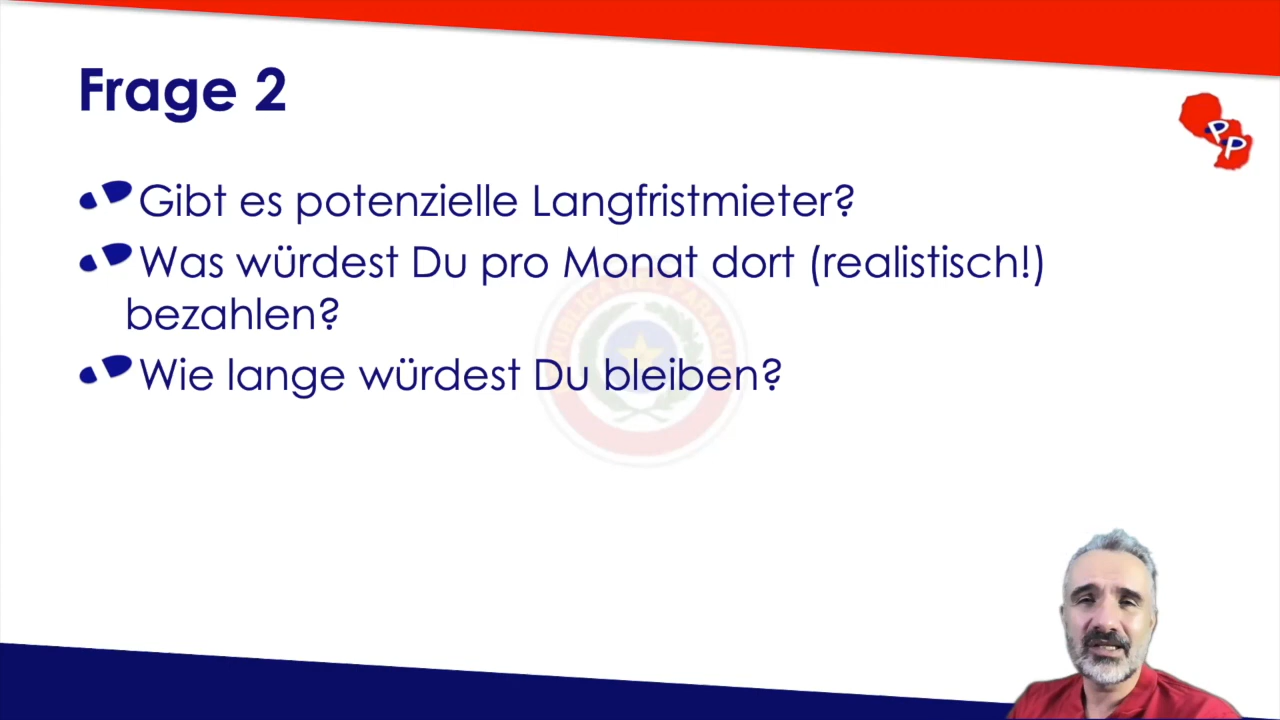 Frage 2
Gibt es potenzielle Langfristmieter?
Was würdest Du pro Monat dort (realistisch!)
bezahlen?
Wie lange würdest Du bleiben?
PP